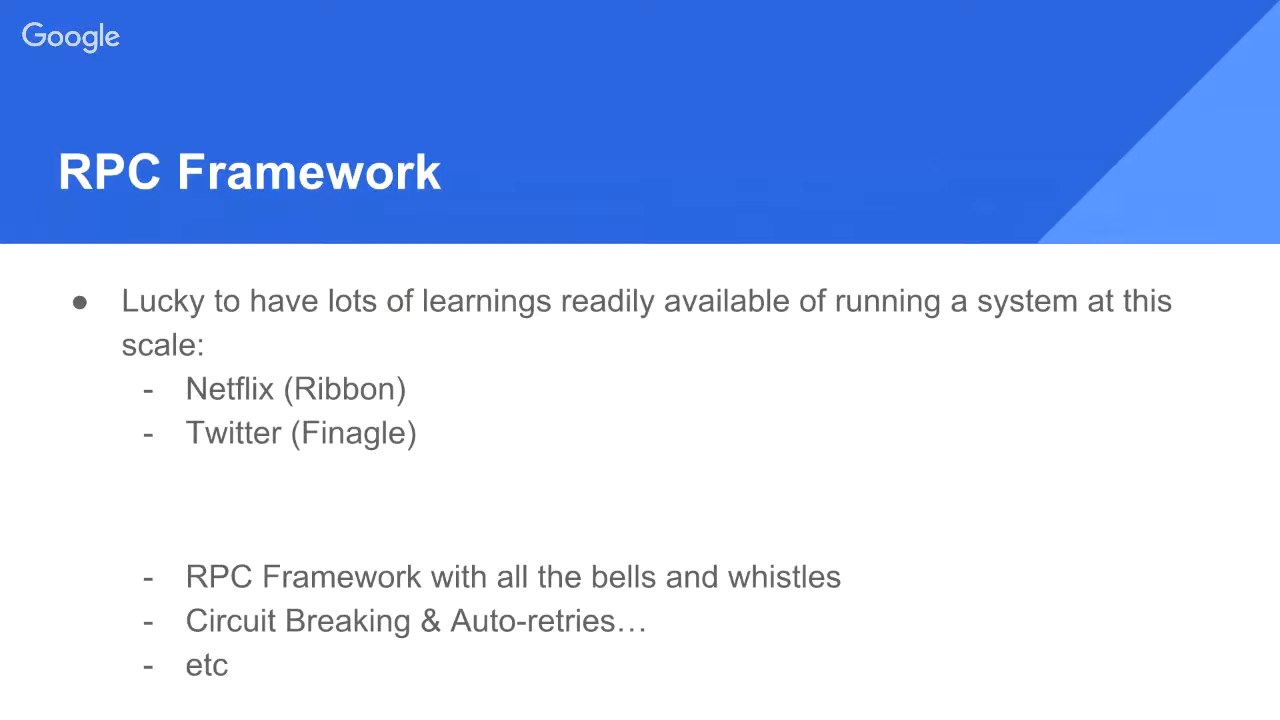 Google
RPC Framework
● Lucky to have lots of learnings readily available of running a system at this
scale:
- Netflix (Ribbon)
- Twitter (Finagle)
- RPC Framework with all the bells and whistles
- Circuit Breaking & Auto-retries…
- etc